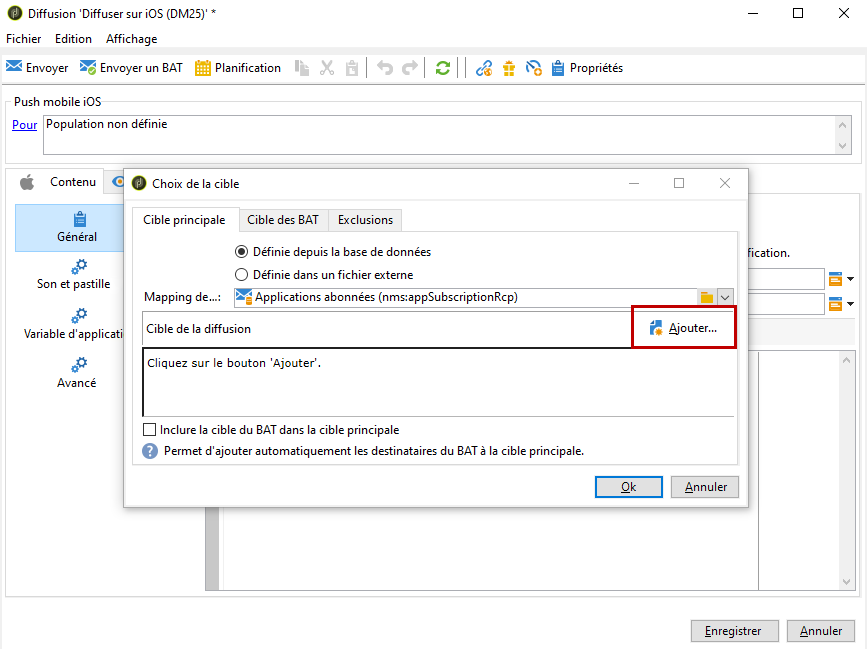 Diffusion 'Diffuser sur iOS (DM25)' *
Fichier Edition Affichage
Envoyer Envoyer un BAT Planification Propriétés
Push mobile iOS
Pour Population non définie
Contenu
Choix de la cible
Cible principale Cible des BAT Exclusions
Général
Définie depuis la base de données
fication.
Son et pastille
Définie dans un fichier externe
Mapping de...: Applications abonnées (nms:appSubscriptionRcp)
Cible de la diffusion Ajouter...
Variable d'applicati
Cliquez sur le bouton 'Ajouter'.
Avancé
Inclure la cible du BAT dans la cible principale
? Permet d'ajouter automatiquement les destinataires du BAT à la cible principale.
Ok Annuler
Enregistrer Annuler